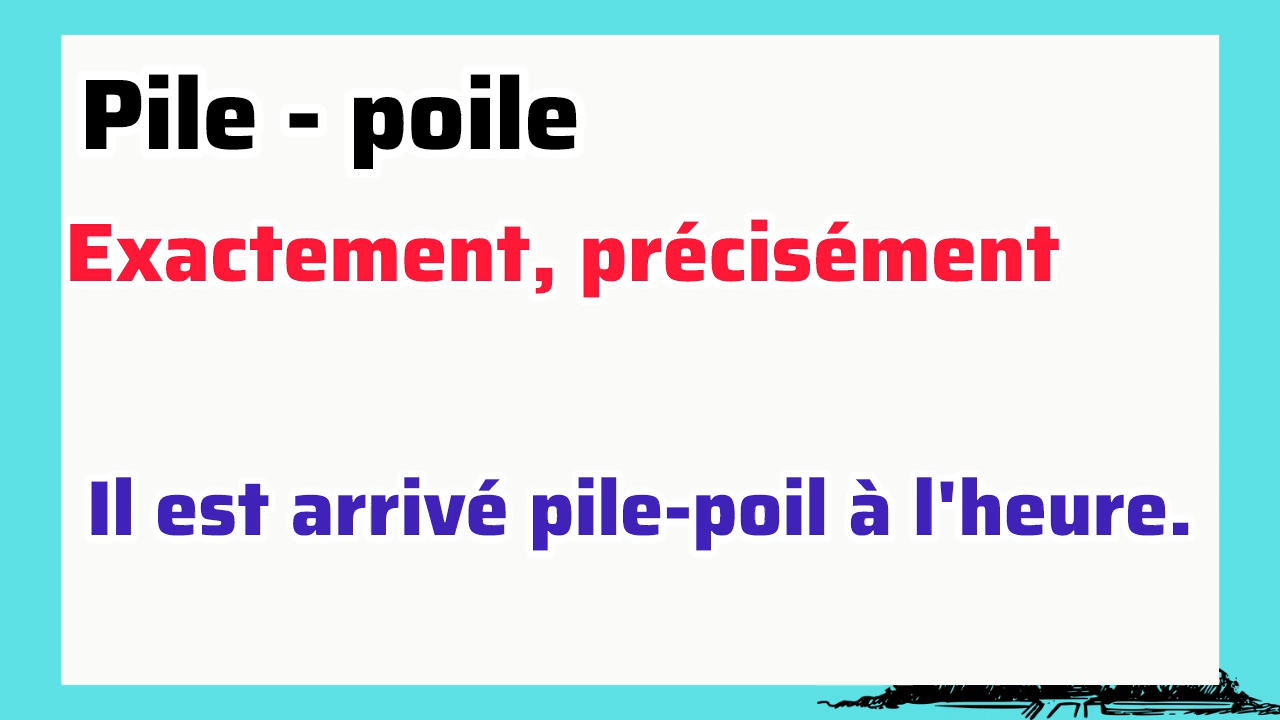 Pile - poile
Exactement, précisément
Il est arrivé pile-poil à l'heure.